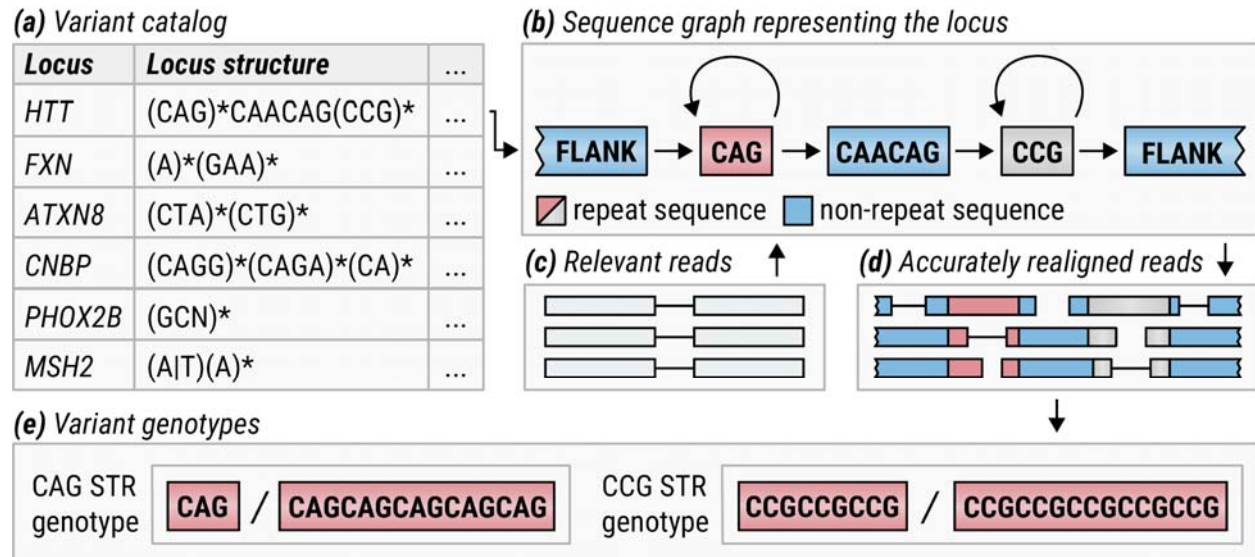 (a) Variant catalog
Locus Locus structure ...
HTT (CAG)*CAACAG(CCG)* ...
FXN (A)*(GAA)* ...
ATXN8 (CTA)*(CTG)* ...
CNBP (CAGG)*(CAGA)*(CA)* ...
PHOX2B (GCN)* ...
MSH2 (A|T)(A)* ...
(b) Sequence graph representing the locus
FLANK CAG CAACAG CCG FLANK
repeat sequence non-repeat sequence
(c) Relevant reads
(d) Accurately realigned reads
(e) Variant genotypes
CAG STR
genotype
CAG / CAGCAGCAGCAGCAG
CCG STR
genotype
CCGCCGCCG / CCGCCGCCGCCGCCG